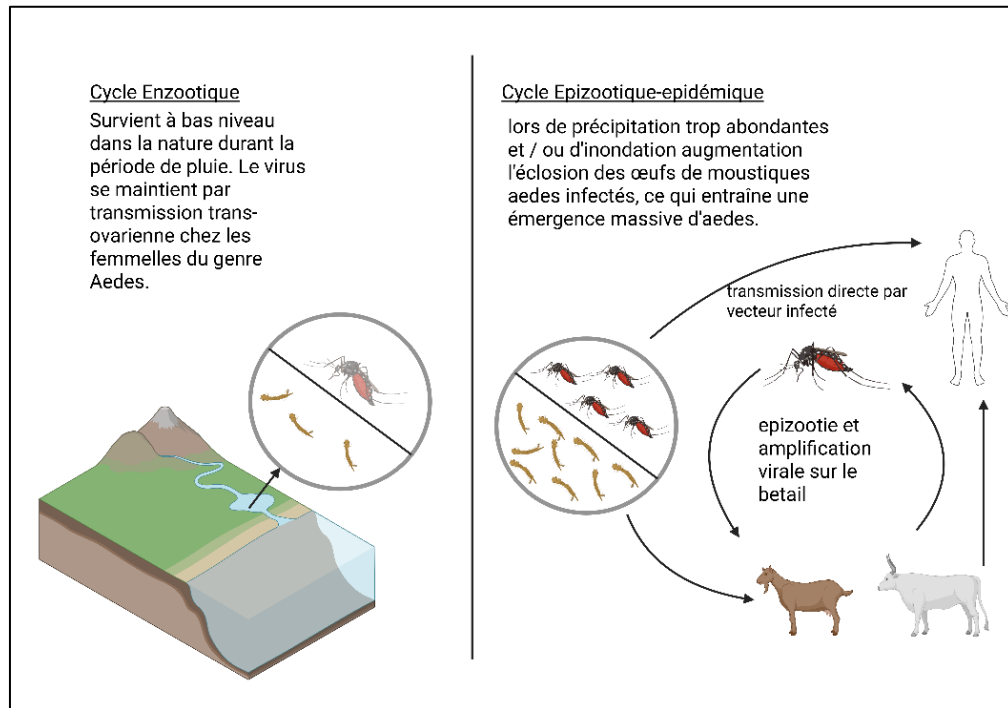 Cycle Enzootique
Survient à bas niveau
dans la nature durant la
période de pluie. Le virus
se maintient par
transmission trans-
ovarienne chez les
femmelles du genre
Aedes.
Cycle Epizootique-epidémique
lors de précipitation trop abondantes
et / ou d'inondation augmentation
l'éclosion des œufs de moustiques
aedes infectés, ce qui entraîne une
émergence massive d'aedes.
transmission directe par
vecteur infecté
epizootie et
amplification
virale sur le
betail